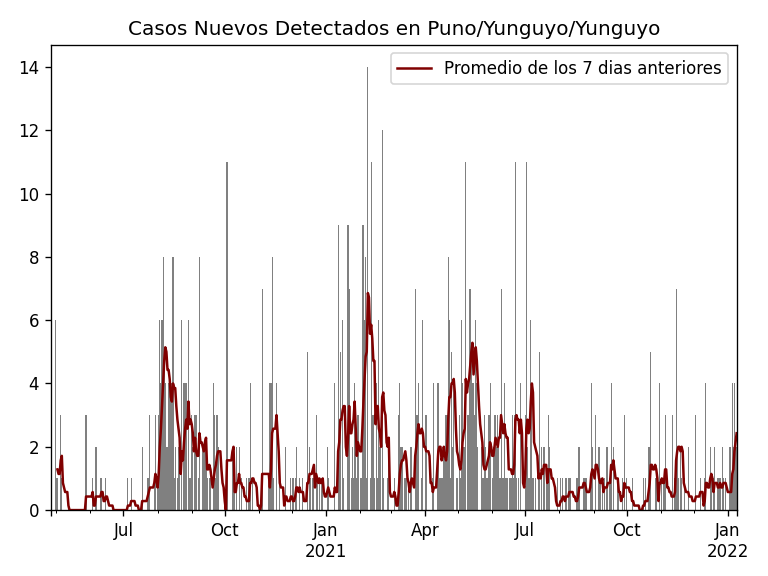 Casos Nuevos Detectados en Puno/Yunguyo/Yunguyo
Promedio de los 7 dias anteriores
14
12
10
8
6
4
2
0
Jul
Oct
Jan
2021
Apr
Jul
Oct
Jan
2022